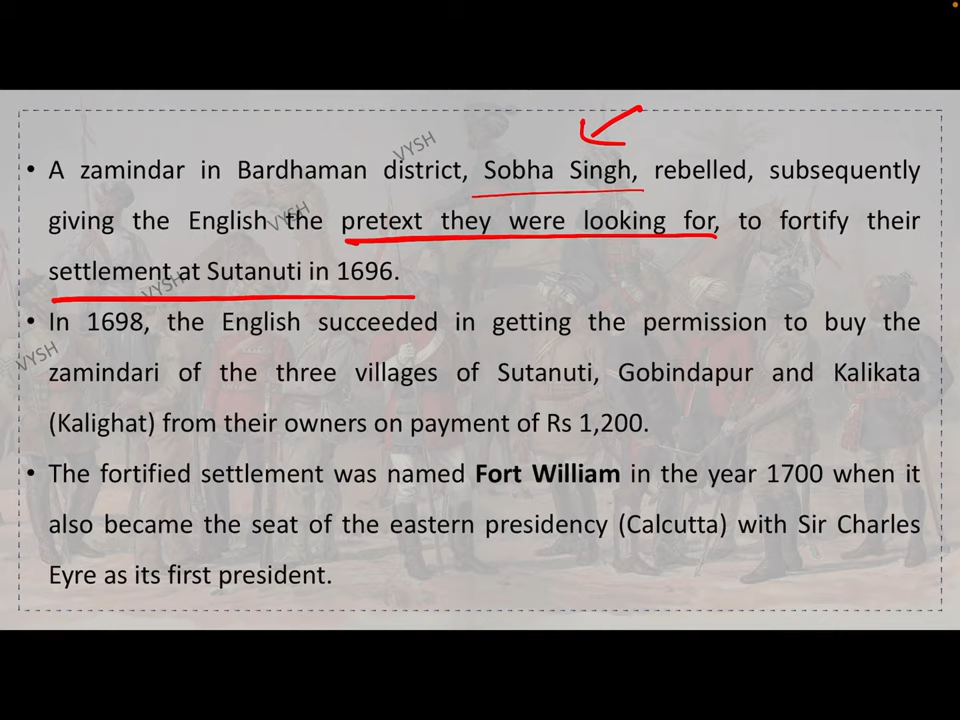 • A zamindar in Bardhaman district, Sobha Singh, rebelled, subsequently
giving the English the pretext they were looking for, to fortify their
settlement at Sutanuti in 1696.
• In 1698, the English succeeded in getting the permission to buy the
zamindari of the three villages of Sutanuti, Gobindapur and Kalikata
(Kalighat) from their owners on payment of Rs 1,200.
• The fortified settlement was named Fort William in the year 1700 when it
also became the seat of the eastern presidency (Calcutta) with Sir Charles
Eyre as its first president.
VYSH
VYSH
VYSH
VYSH